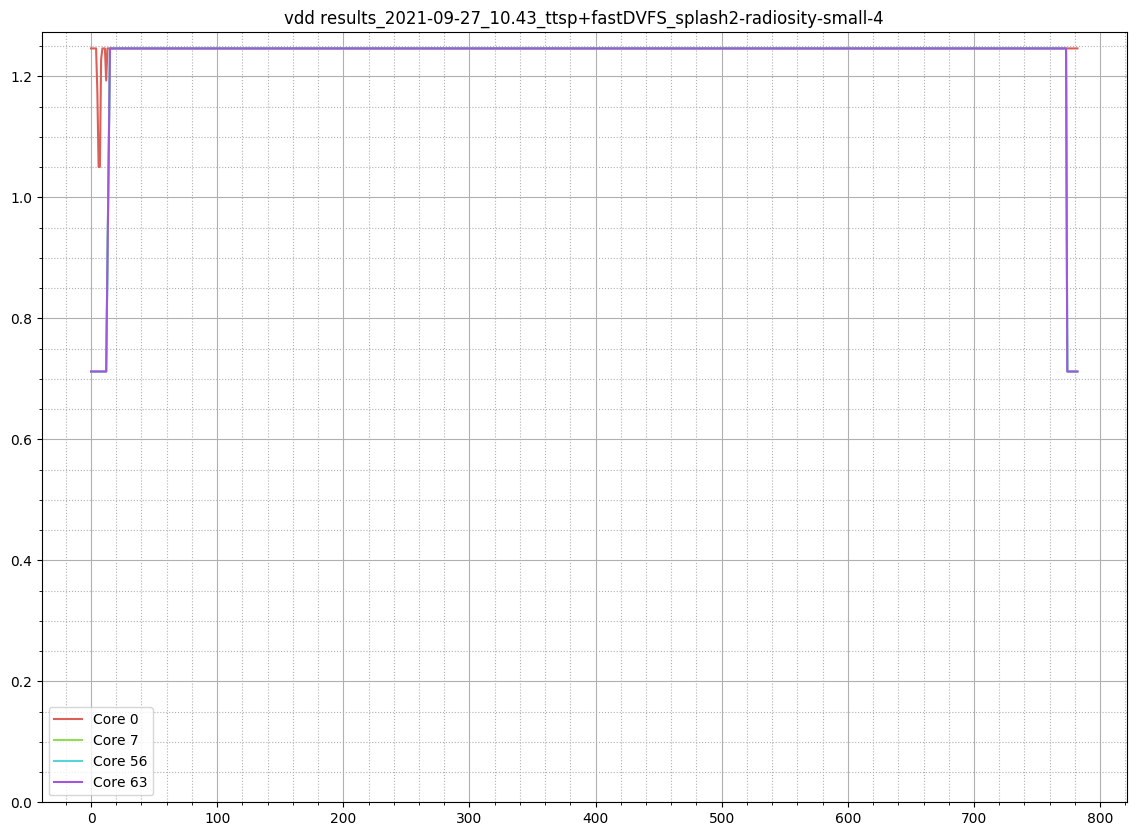 vdd results_2021-09-27_10.43_ttsp+fastDVFS_splash2-radiosity-small-4
1.2
1.0
0.8
0.6
0.4
0.2
0.0
Core 0
Core 7
Core 56
Core 63
0 100 200 300 400 500 600 700 800